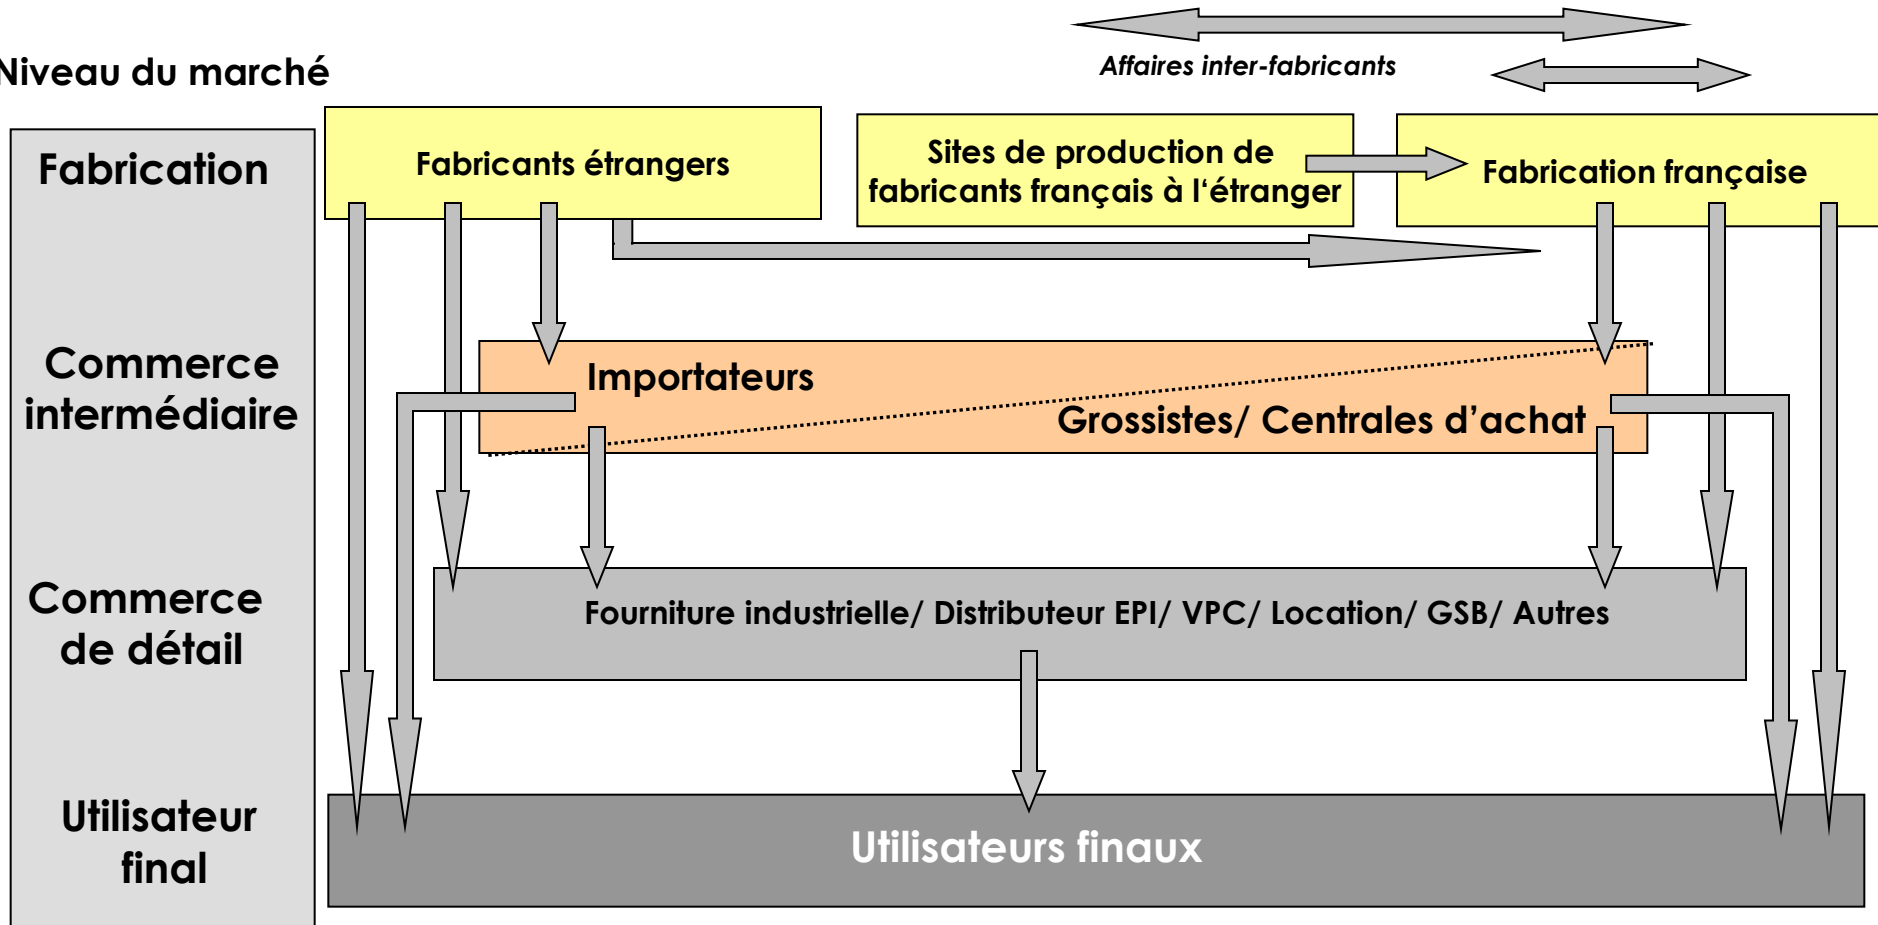 Affaires inter-fabricants
Niveau du marché
Fabrication
Fabricants étrangers
Sites de production de
fabricants français à l‘étranger
Fabrication française
Commerce
intermédiaire
Importateurs
Grossistes/ Centrales d’achat
Commerce
de détail
Fourniture industrielle/ Distributeur EPI/ VPC/ Location/ GSB/ Autres
Utilisateur
final
Utilisateurs finaux